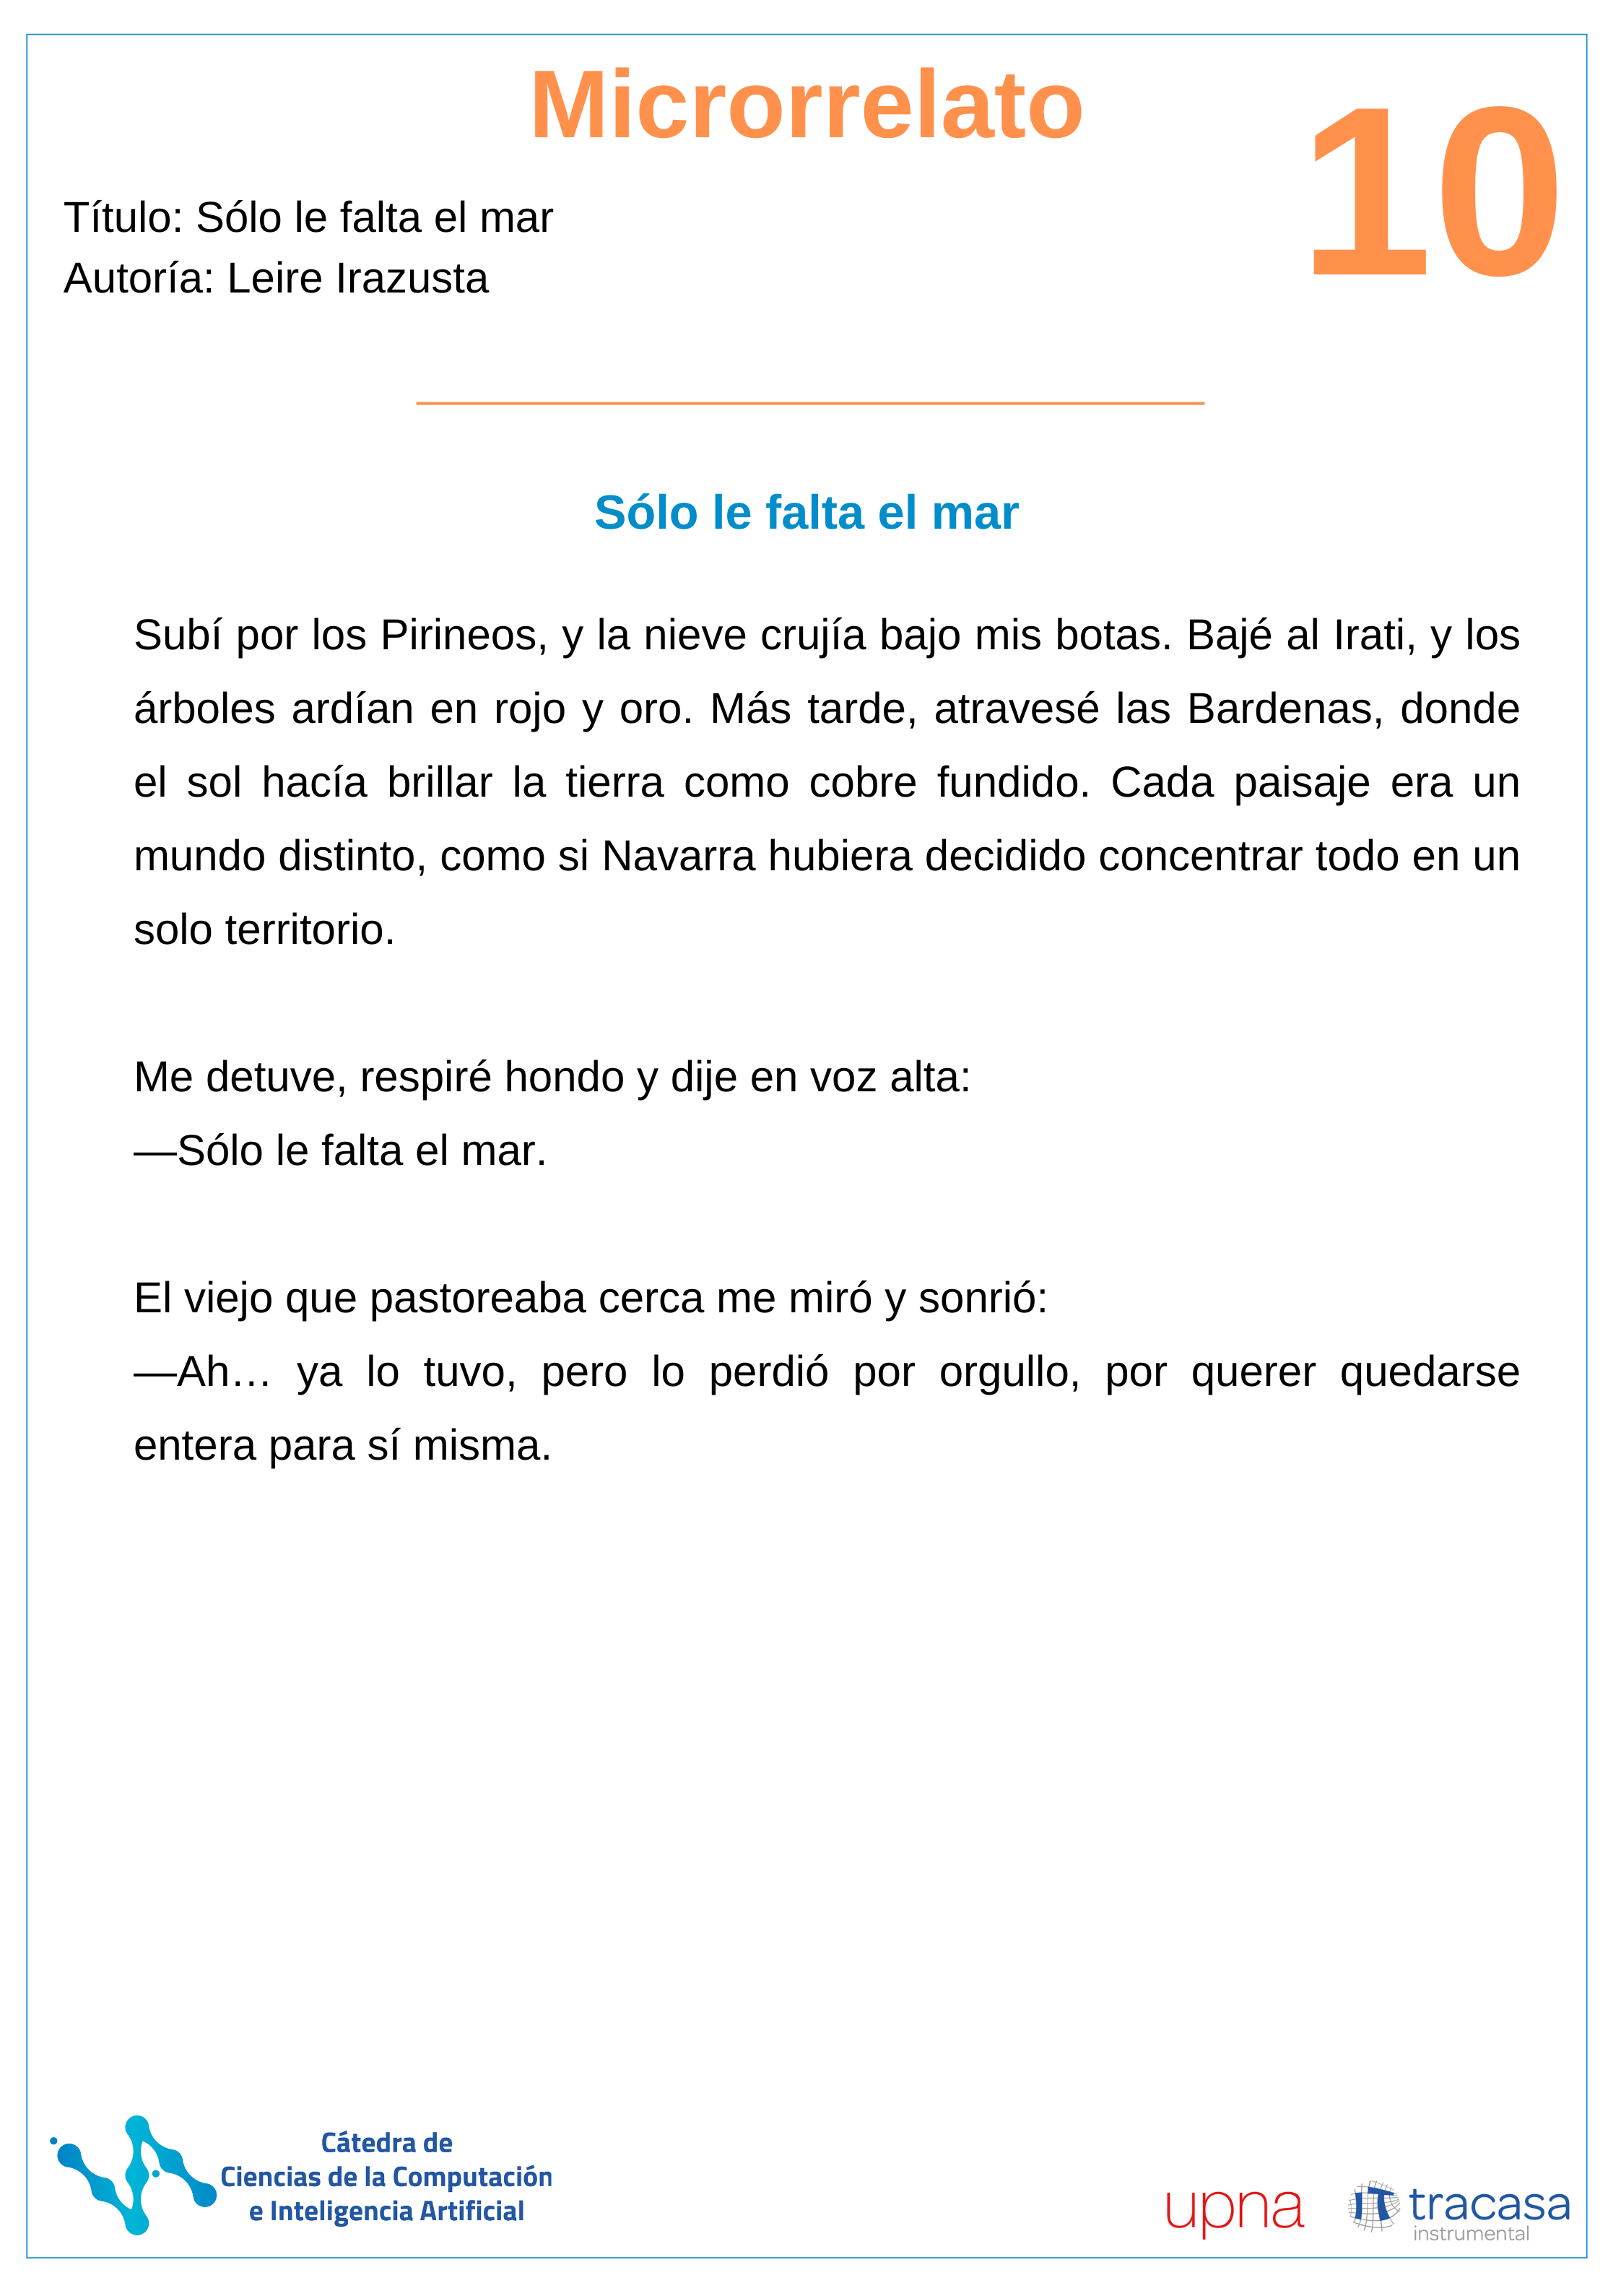 Microrrelato
10
Título: Sólo le falta el mar
Autoría: Leire Irazusta
Sólo le falta el mar
Subí por los Pirineos, y la nieve crujía bajo mis botas. Bajé al Irati, y los
árboles ardían en rojo y oro. Más tarde, atravesé las Bardenas, donde
el sol hacía brillar la tierra como cobre fundido. Cada paisaje era un
mundo distinto, como si Navarra hubiera decidido concentrar todo en un
solo territorio.
Me detuve, respiré hondo y dije en voz alta:
—Sólo le falta el mar.
El viejo que pastoreaba cerca me miró y sonrió:
—Ah… ya lo tuvo, pero lo perdió por orgullo, por querer quedarse
entera para sí misma.
Cátedra de
Ciencias de la Computación
e Inteligencia Artificial
upna
tracasa
instrumental